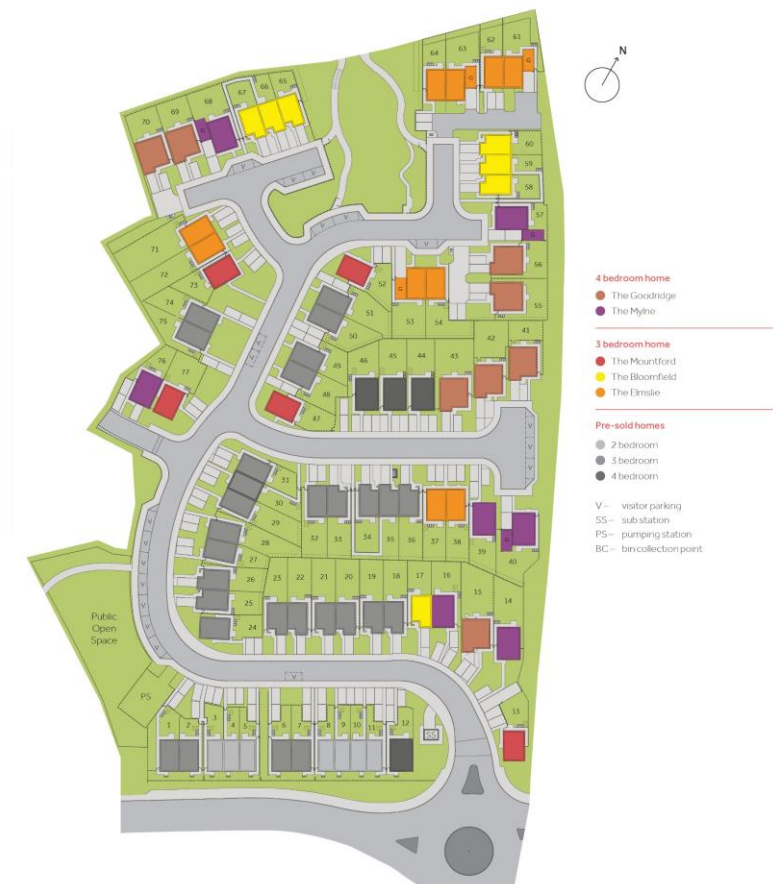 N
62
61
64
63
65
66
67
68
69
70
G
G
G
60
59
58
57
G
56
55
71
72
73
V
V
V
V
V
V
52
G
51
50
53
54
74
75
76
77
V
V
49
48
47
46
45
44
43
42
41
V
V
V
31
30
29
28
27
26
25
24
32
33
34
35
36
37
38
39
G
40
23
22
21
20
19
18
17
16
15
14
13
V
V
V
V
V
V
Public
Open
Space
PS
V
1
2
3
4
5
6
7
8
9
10
11
12
SS
4 bedroom home
The Goodridge
The Mylne
3 bedroom home
The Mountford
The Bloomfield
The Elmslie
Pre-sold homes
2 bedroom
3 bedroom
4 bedroom
V – visitor parking
SS – sub station
PS – pumping station
BC – bin collection point